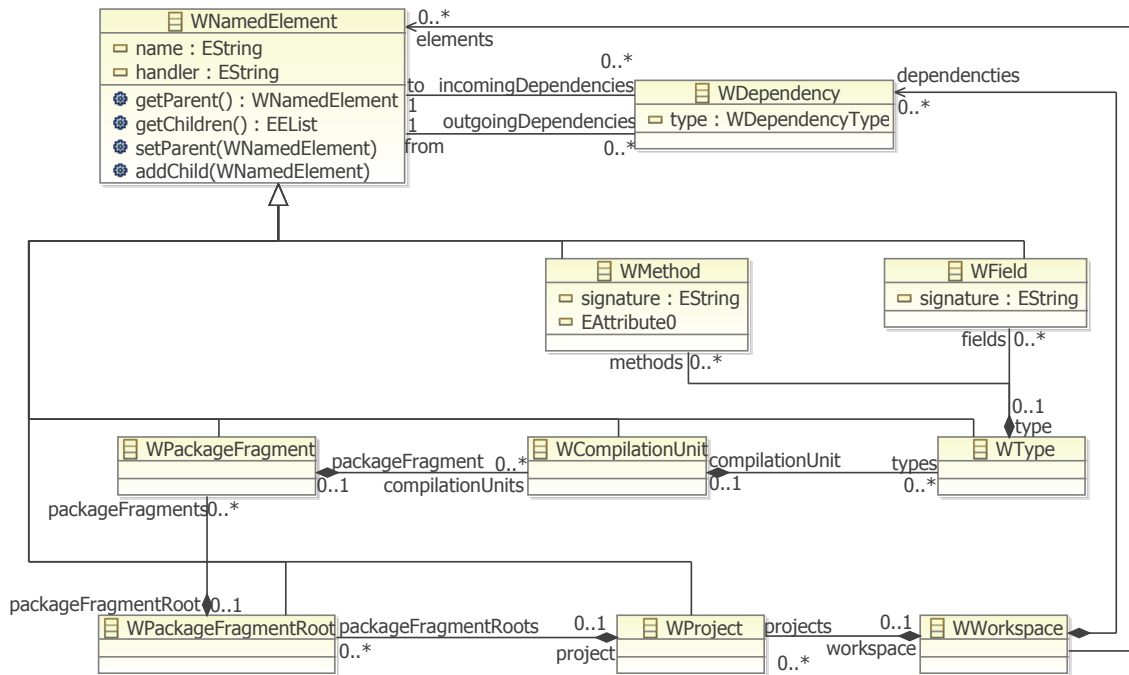 WNamedElement
name : EString
handler : EString
getParent() : WNamedElement
getChildren() : EEList
setParent(WNamedElement)
addChild(WNamedElement)
0..*
elements
to
1
incomingDependencies
0..*
1
from
outgoingDependencies
0..*
WDependency
type : WDependencyType
dependencties
0..*
WMethod
signature : EString
EAttribute0
WField
signature : EString
methods 0..*
fields 0..*
0..1
type
WPackageFragment
packageFragment
0..1
0..*
compilationUnits
WCompilationUnit
compilationUnit
0..1
types
0..*
WType
packageFragments 0..*
packageFragmentRoot 0..1
WPackageFragmentRoot
packageFragmentRoots
0..*
0..1
project
WProject
projects
0..*
0..1
workspace
WWorkspace